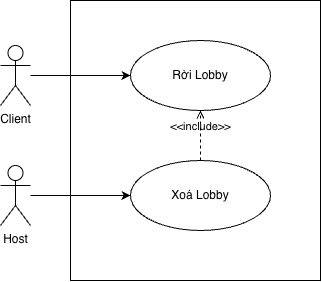 Rời Lobby
Client
<<include>>
Xoá Lobby
Host